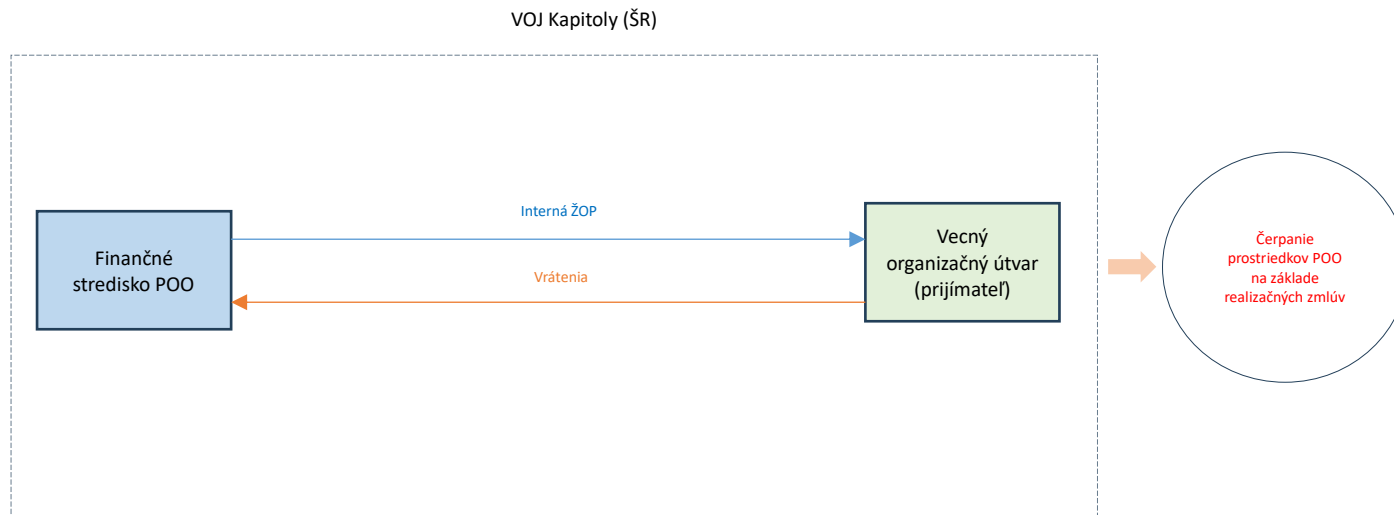 VOJ Kapitoly (ŠR)
Finančné
stredisko POO
Interná ŽOP
Vrátenia
Vecný
organizačný útvar
(prijímateľ)
Čerpanie
prostriedkov POO
na základe
realizačných zmlúv